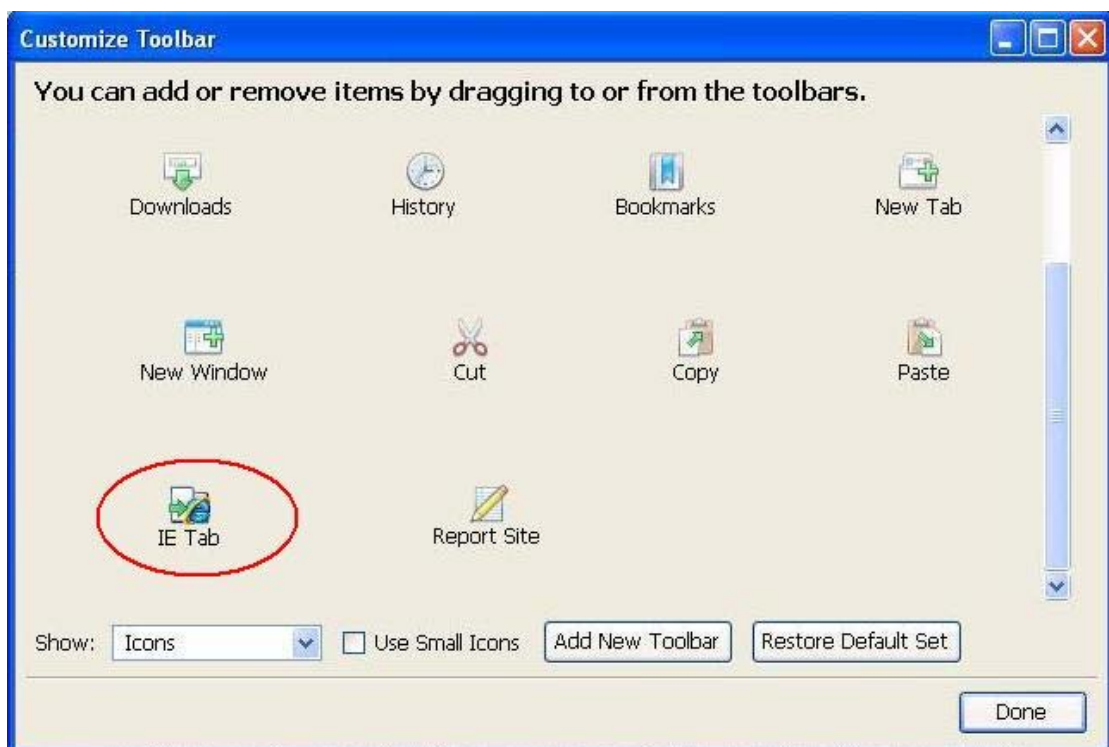 Customize Toolbar
You can add or remove items by dragging to or from the toolbars.
Downloads History Bookmarks New Tab
New Window Cut Copy Paste
IE Tab Report Site
Show: Icons Use Small Icons Add New Toolbar Restore Default Set
Done